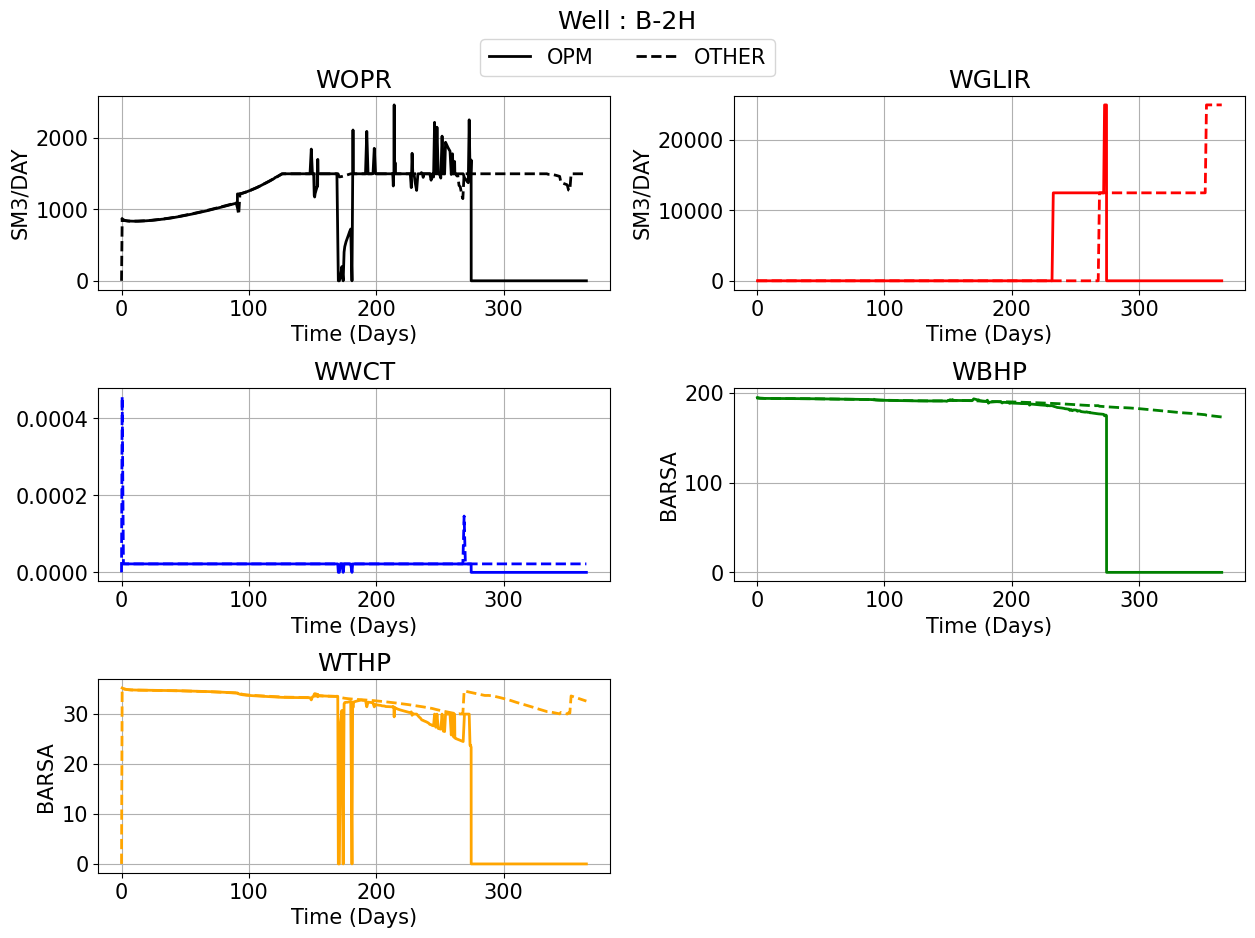 Well : B-2H
OPM OTHER
WOPR
SM3/DAY
2000
1000
0
0 100 200 300
Time (Days)
WGLIR
SM3/DAY
20000
10000
0
0 100 200 300
Time (Days)
WWCT
0.0004
0.0002
0.0000
0 100 200 300
Time (Days)
WBHP
BARSA
200
100
0
0 100 200 300
Time (Days)
WTHP
BARSA
30
20
10
0
0 100 200 300
Time (Days)